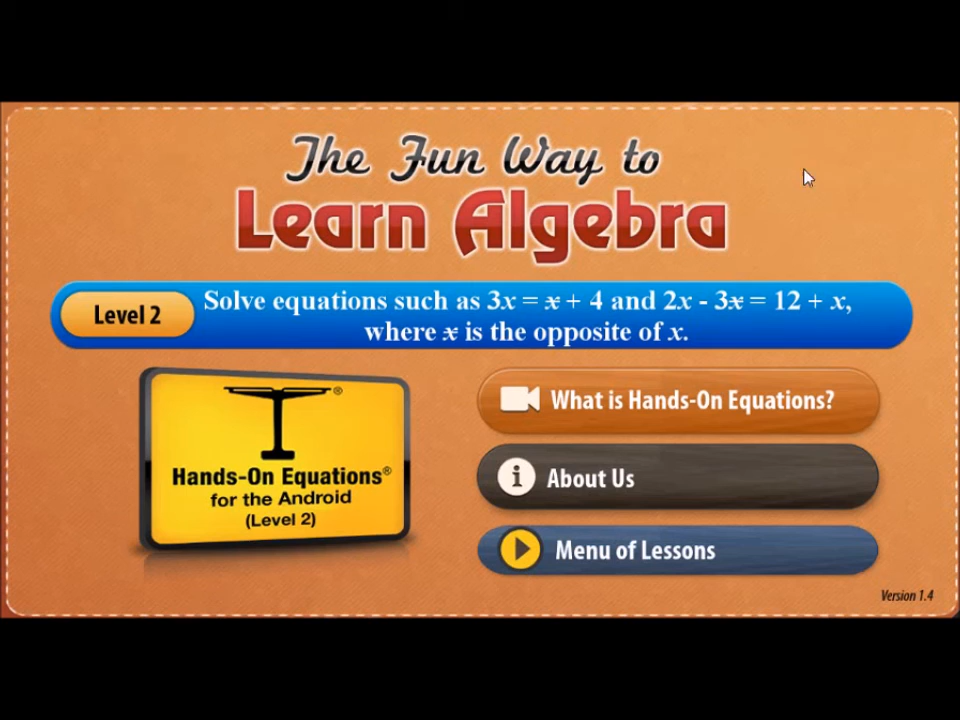 The Fun Way to
Learn Algebra
Level 2
Solve equations such as 3x = x̶ + 4 and 2x - 3x̶ = 12 + x,
where x̶ is the opposite of x.
®
Hands-On Equations®
for the Android
(Level 2)
What is Hands-On Equations?
i About Us
Menu of Lessons
Version 1.4